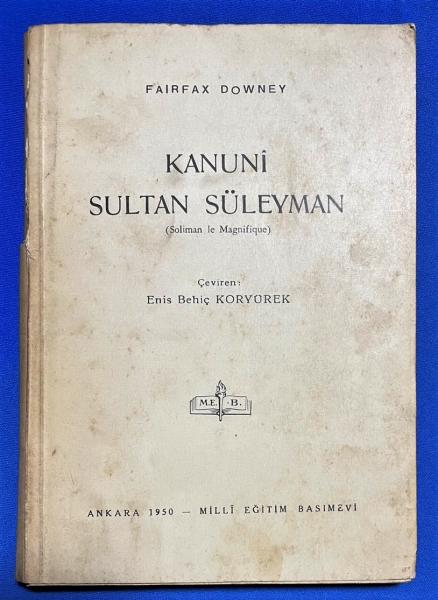 FAIRFAX DOWNEY
KANUNÎ
SULTAN SÜLEYMAN
(Soliman le Magnifique)
Çeviren:
Enis Behiç KORYÜREK
M.E. B.
ANKARA 1950 — MİLLÎ EĞİTİM BASIMEVİ